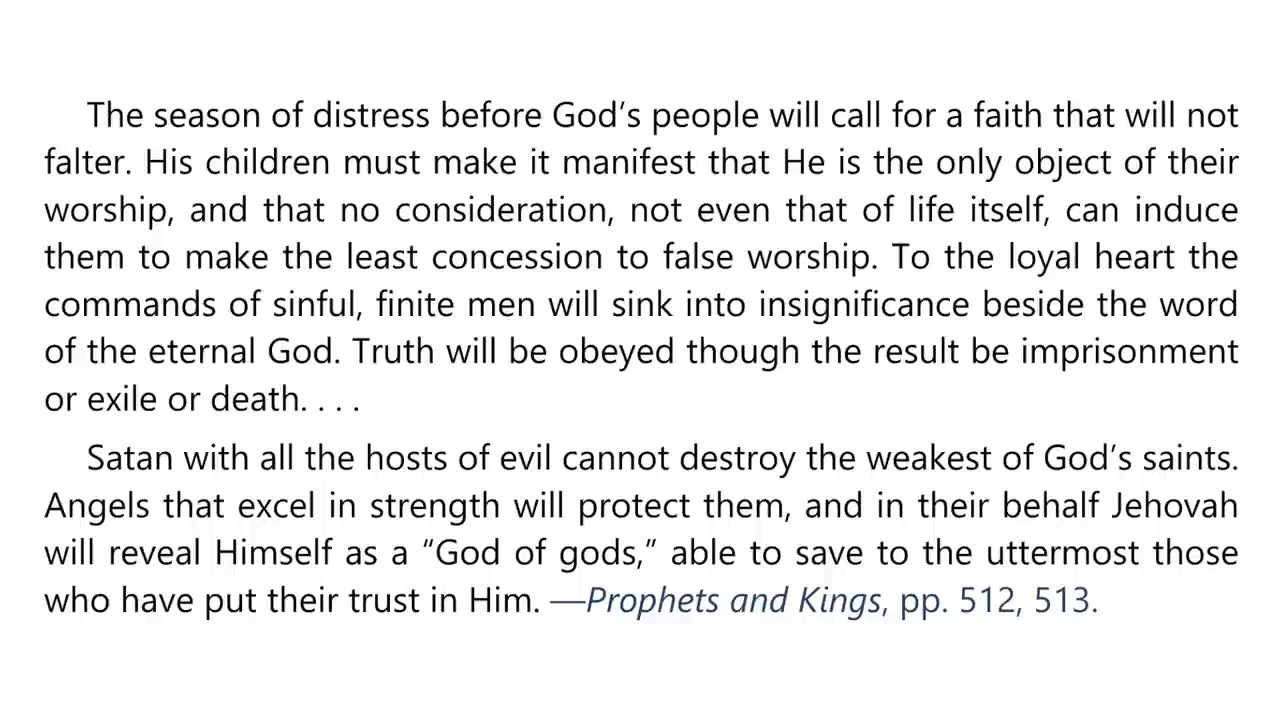 The season of distress before God’s people will call for a faith that will not
falter. His children must make it manifest that He is the only object of their
worship, and that no consideration, not even that of life itself, can induce
them to make the least concession to false worship. To the loyal heart the
commands of sinful, finite men will sink into insignificance beside the word
of the eternal God. Truth will be obeyed though the result be imprisonment
or exile or death. . . .
Satan with all the hosts of evil cannot destroy the weakest of God’s saints.
Angels that excel in strength will protect them, and in their behalf Jehovah
will reveal Himself as a “God of gods,” able to save to the uttermost those
who have put their trust in Him. —Prophets and Kings, pp. 512, 513.